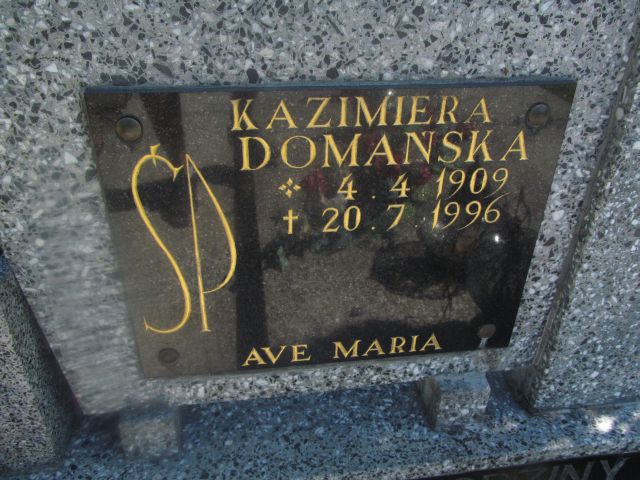 ŚP
KAZIMIERA
DOMAŃSKA
4.4.1909
† 20.7.1996
AVE MARIA